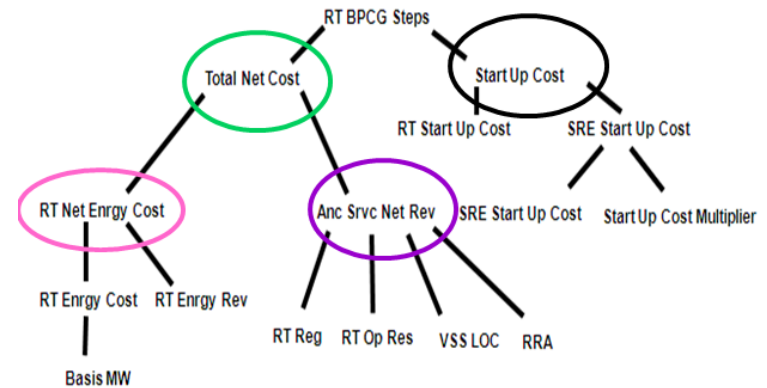 RT BPCG Steps
Total Net Cost
Start Up Cost
RT Start Up Cost
SRE Start Up Cost
RT Net Enrgy Cost
Anc Srvc Net Rev
SRE Start Up Cost
Start Up Cost Multiplier
RT Enrgy Cost
RT Enrgy Rev
RT Reg
RT Op Res
VSS LOC
RRA
Basis MW